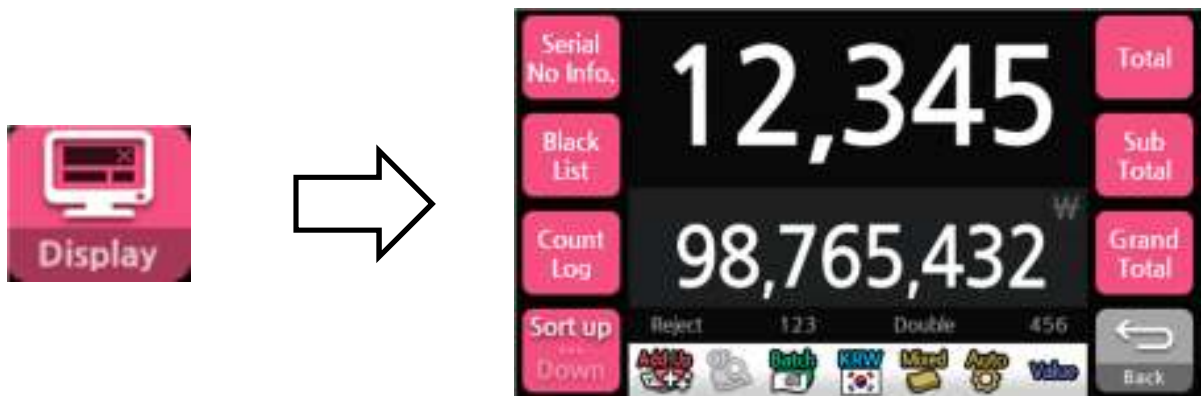 Display
Serial
No Info.
Black
List
Count
Log
Sort up
...
Down
12,345
W
98,765,432
Reject 123 Double 456
Add Up
Batch
KRW
Mixed
Auto
Value
Total
Sub
Total
Grand
Total
Back